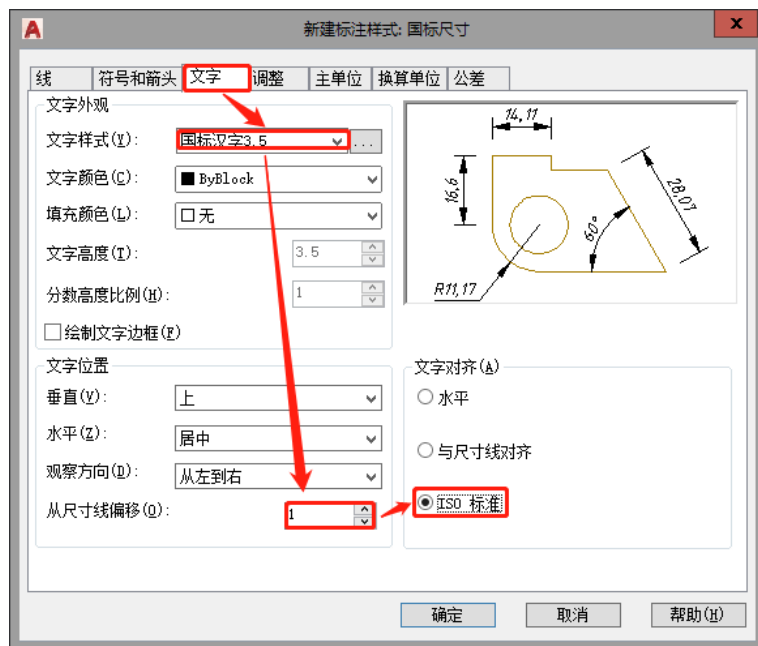 新建标注样式: 国标尺寸
线 符号和箭头 文字 调整 主单位 换算单位 公差
文字外观
文字样式(Y): 国标汉字3.5 ...
文字颜色(C): ByBlock
填充颜色(L): 无
文字高度(T): 3.5
分数高度比例(H): 1
绘制文字边框(F)
14,11
16,6
28,07
60°
R11,17
文字位置
垂直(V): 上
水平(Z): 居中
观察方向(D): 从左到右
从尺寸线偏移(O): 1
文字对齐(A)
水平
与尺寸线对齐
ISO 标准
确定 取消 帮助(H)